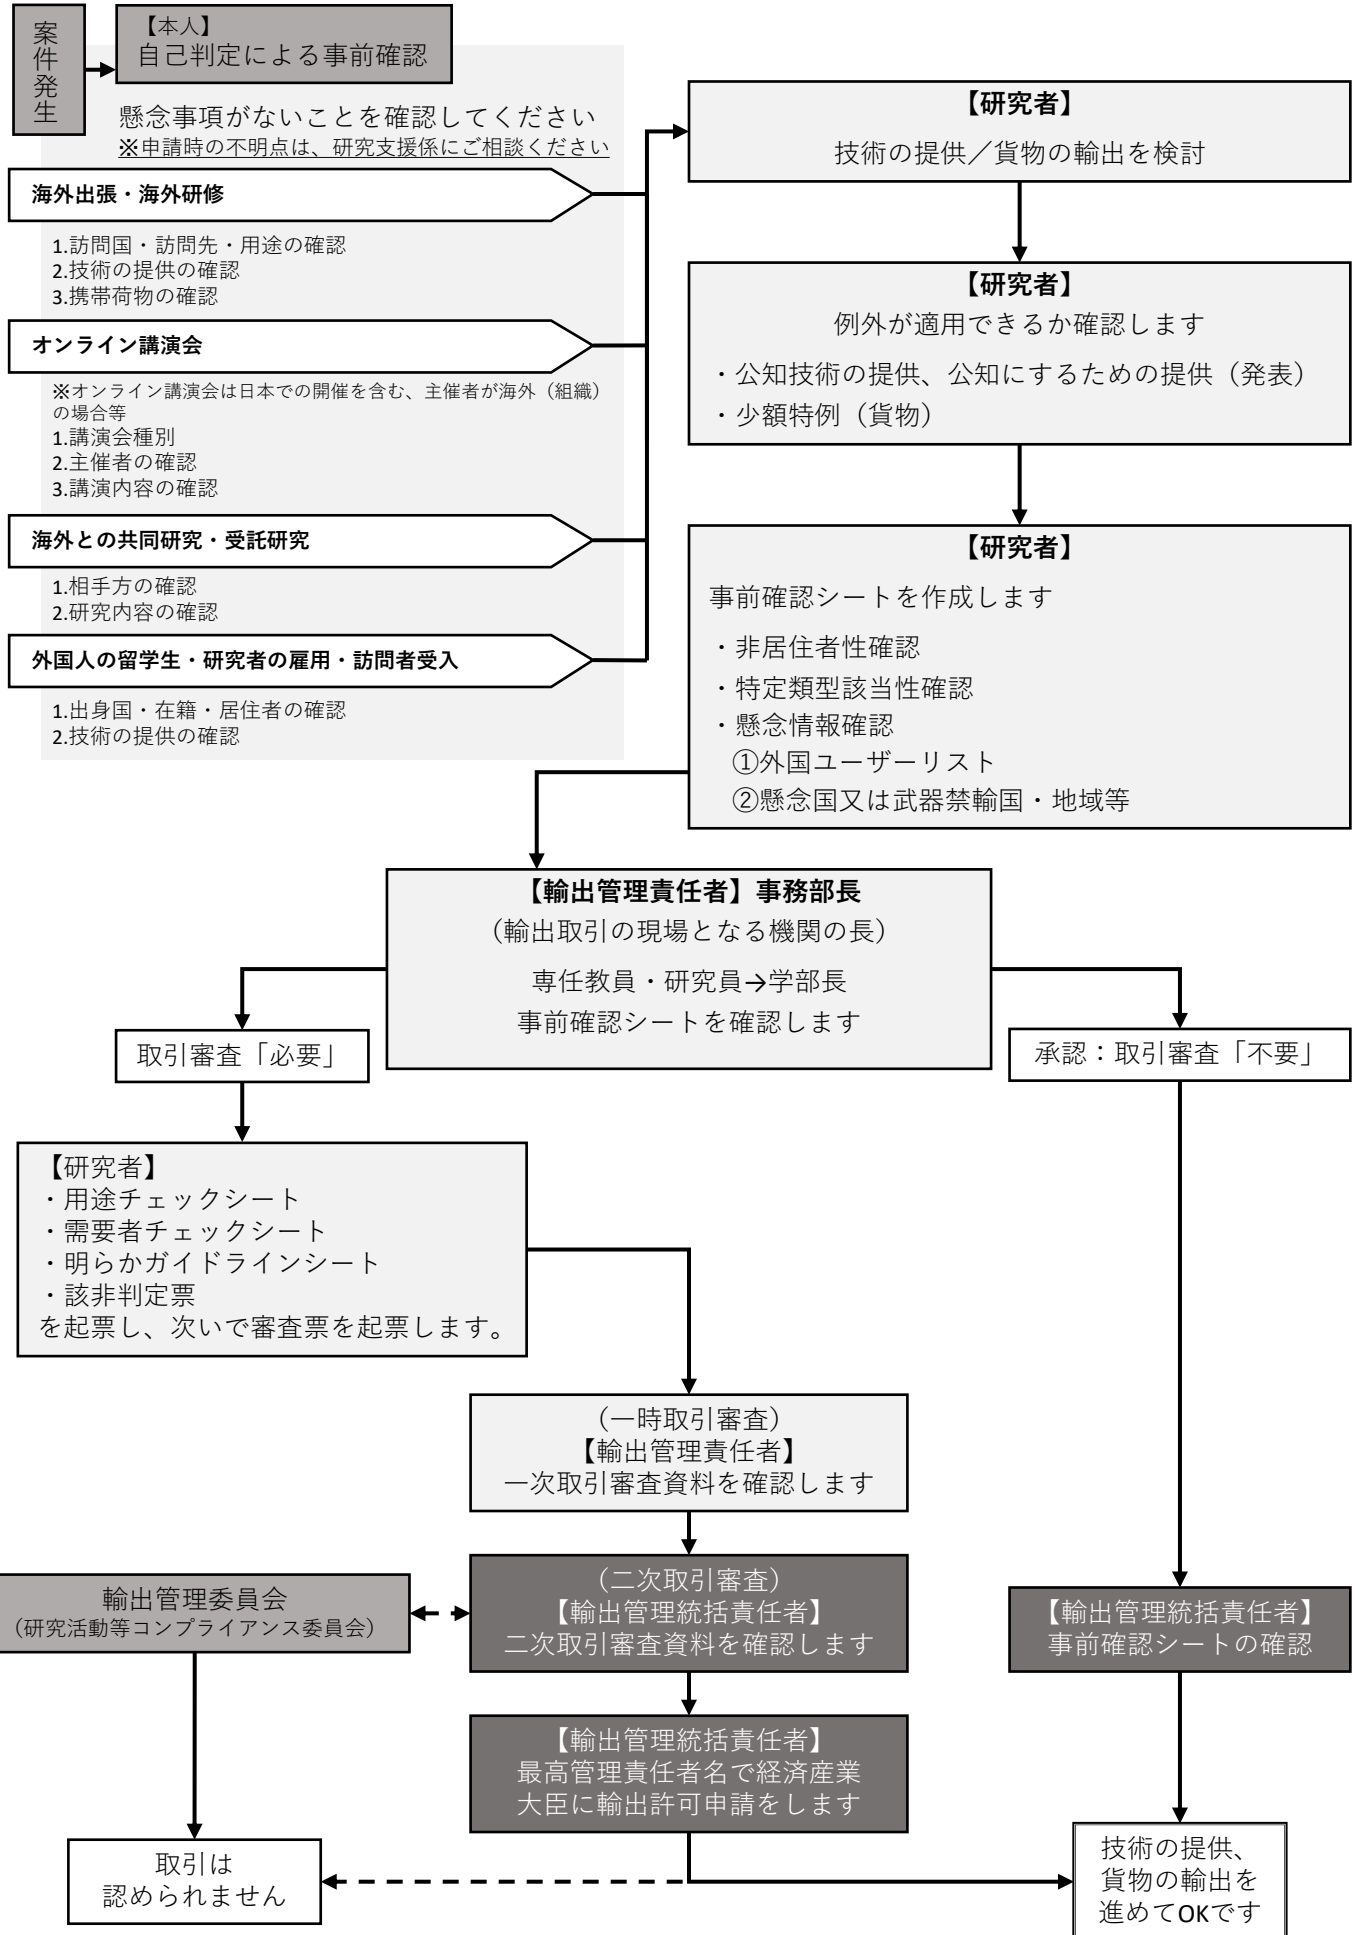 案件発生
【本人】
自己判定による事前確認
懸念事項がないことを確認してください
※申請時の不明点は、研究支援係にご相談ください
海外出張・海外研修
1.訪問国・訪問先・用途の確認
2.技術の提供の確認
3.携帯荷物の確認
オンライン講演会
※オンライン講演会は日本での開催を含む、主催者が海外（組織）
の場合等
1.講演会種別
2.主催者の確認
3.講演内容の確認
海外との共同研究・受託研究
1.相手方の確認
2.研究内容の確認
外国人の留学生・研究者の雇用・訪問者受入
1.出身国・在籍・居住者の確認
2.技術の提供の確認
【研究者】
技術の提供／貨物の輸出を検討
【研究者】
例外が適用できるか確認します
・公知技術の提供、公知にするための提供（発表）
・少額特例（貨物）
【研究者】
事前確認シートを作成します
・非居住者性確認
・特定類型該当性確認
・懸念情報確認
①外国ユーザーリスト
②懸念国又は武器禁輸国・地域等
【輸出管理責任者】事務部長
（輸出取引の現場となる機関の長）
専任教員・研究員→学部長
事前確認シートを確認します
取引審査「必要」
承認：取引審査「不要」
【研究者】
・用途チェックシート
・需要者チェックシート
・明らかガイドラインシート
・該非判定票
を起票し、次いで審査票を起票します。
（一時取引審査）
【輸出管理責任者】
一次取引審査資料を確認します
（二次取引審査）
【輸出管理統括責任者】
二次取引審査資料を確認します
輸出管理委員会
（研究活動等コンプライアンス委員会）
【輸出管理統括責任者】
事前確認シートの確認
【輸出管理統括責任者】
最高管理責任者名で経済産業
大臣に輸出許可申請をします
取引は
認められません
技術の提供、
貨物の輸出を
進めてOKです